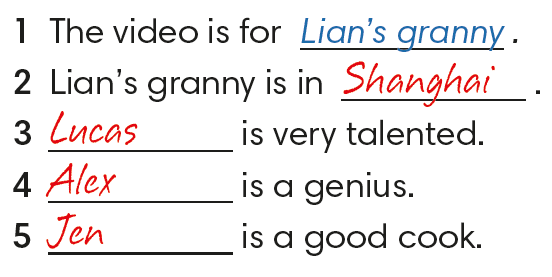 1 The video is for Lian's granny.
2 Lian's granny is in Shanghai.
3 Lucas is very talented.
4 Alex is a genius.
5 Jen is a good cook.